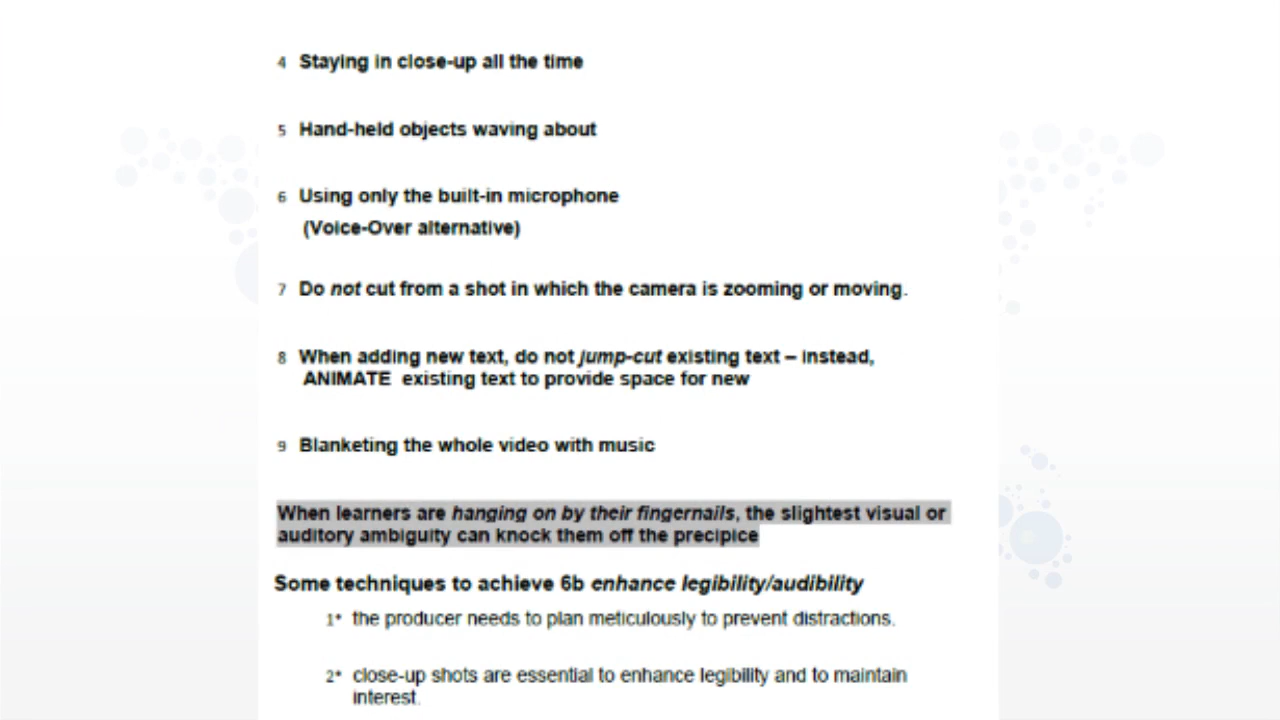 4 Staying in close-up all the time
5 Hand-held objects waving about
6 Using only the built-in microphone
(Voice-Over alternative)
7 Do not cut from a shot in which the camera is zooming or moving.
8 When adding new text, do not jump-cut existing text – instead,
ANIMATE existing text to provide space for new
9 Blanketing the whole video with music
When learners are hanging on by their fingernails, the slightest visual or
auditory ambiguity can knock them off the precipice
Some techniques to achieve 6b enhance legibility/audibility
1* the producer needs to plan meticulously to prevent distractions.
2* close-up shots are essential to enhance legibility and to maintain
interest.